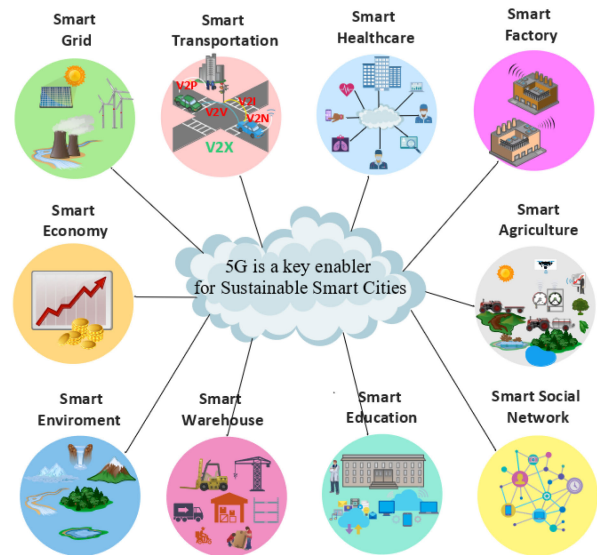 Smart
Grid
Smart
Transportation
Smart
Healthcare
Smart
Factory
V2P
V2I
V2V
V2N
V2X
Smart
Economy
5G is a key enabler
for Sustainable Smart Cities
Smart
Agriculture
Smart
Enviroment
Smart
Warehouse
Smart
Education
Smart Social
Network